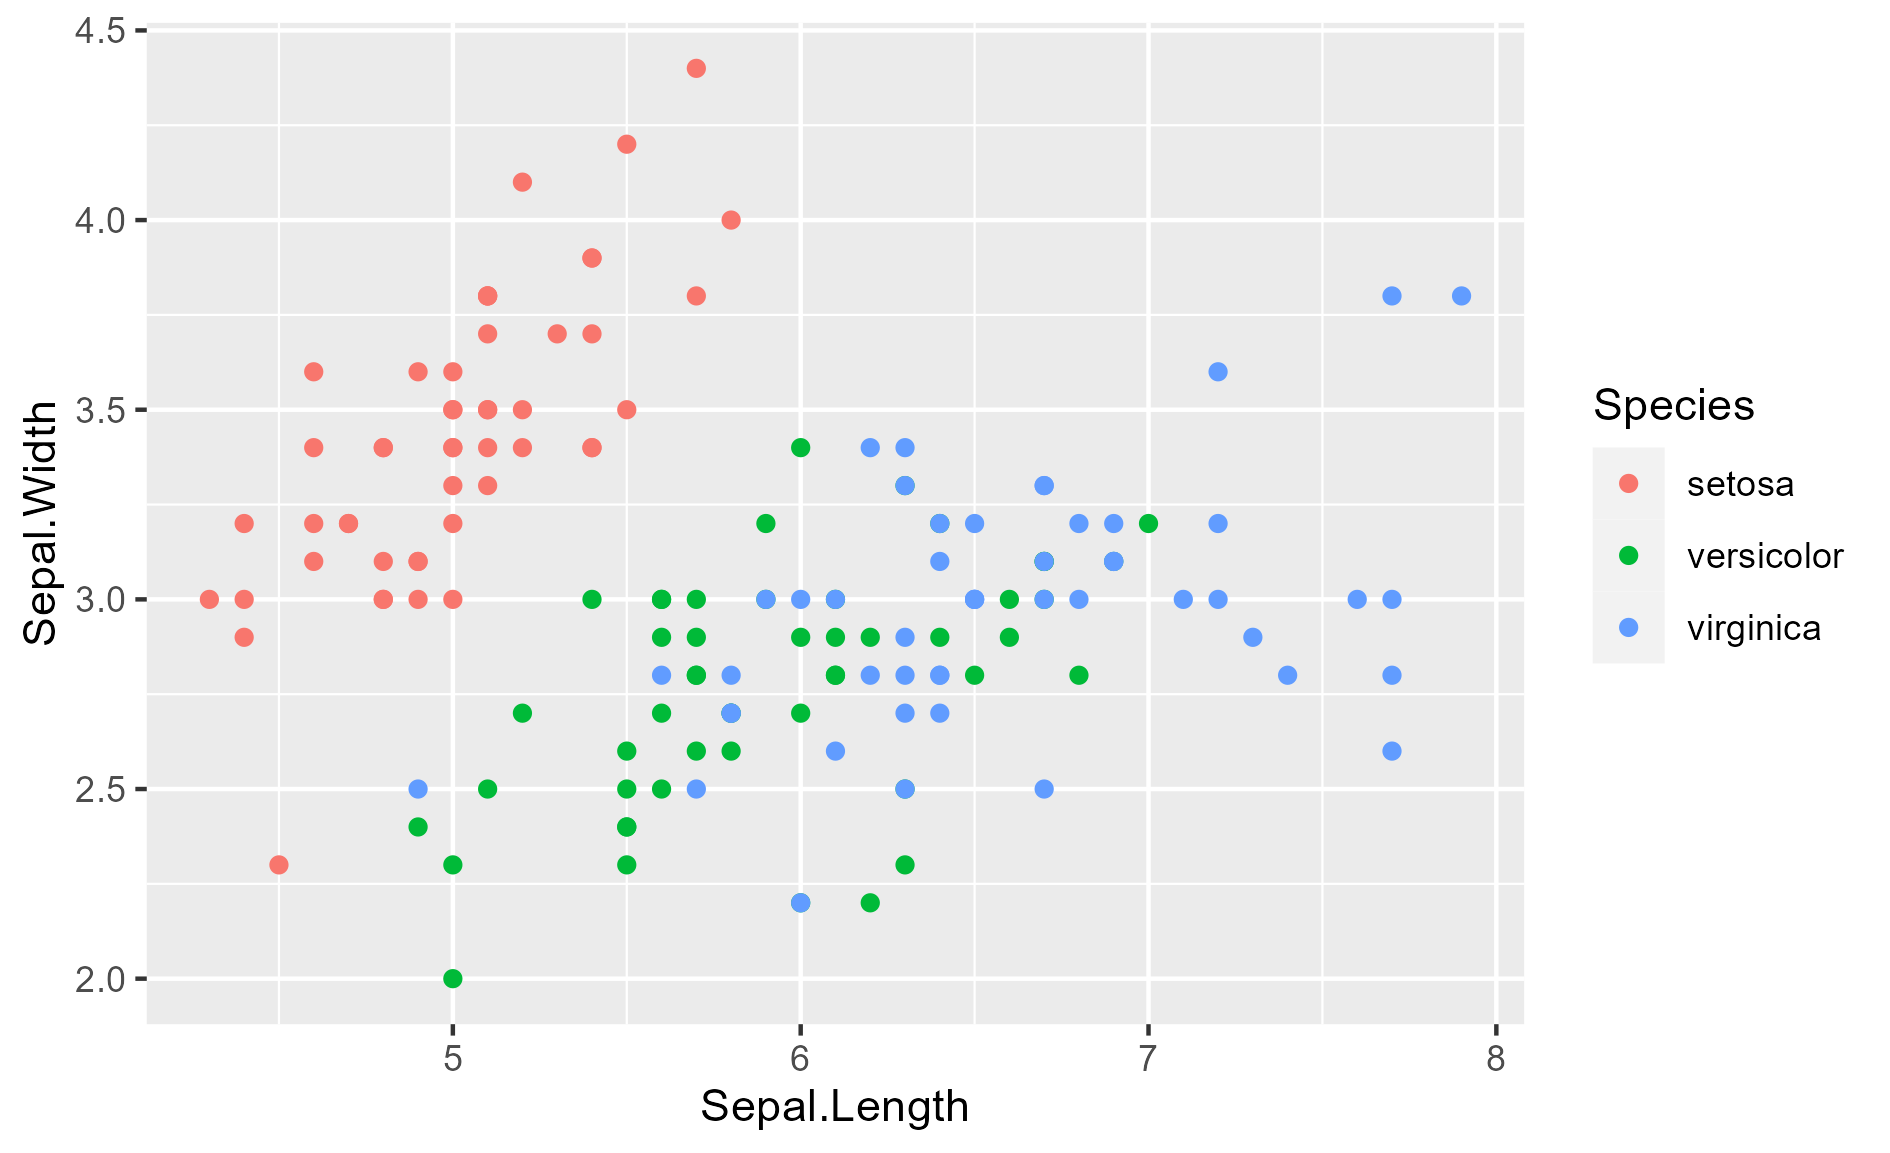 4.5
4.0
3.5
3.0
2.5
2.0
Sepal.Width
5 6 7 8
Sepal.Length
Species
setosa
versicolor
virginica